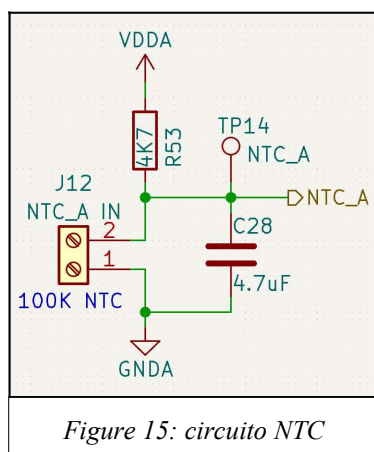 VDDA
4K7
R53
TP14
NTC_A
J12
NTC_A IN
2
1
100K NTC
NTC_A
C28
4.7uF
GNDA
Figure 15: circuito NTC